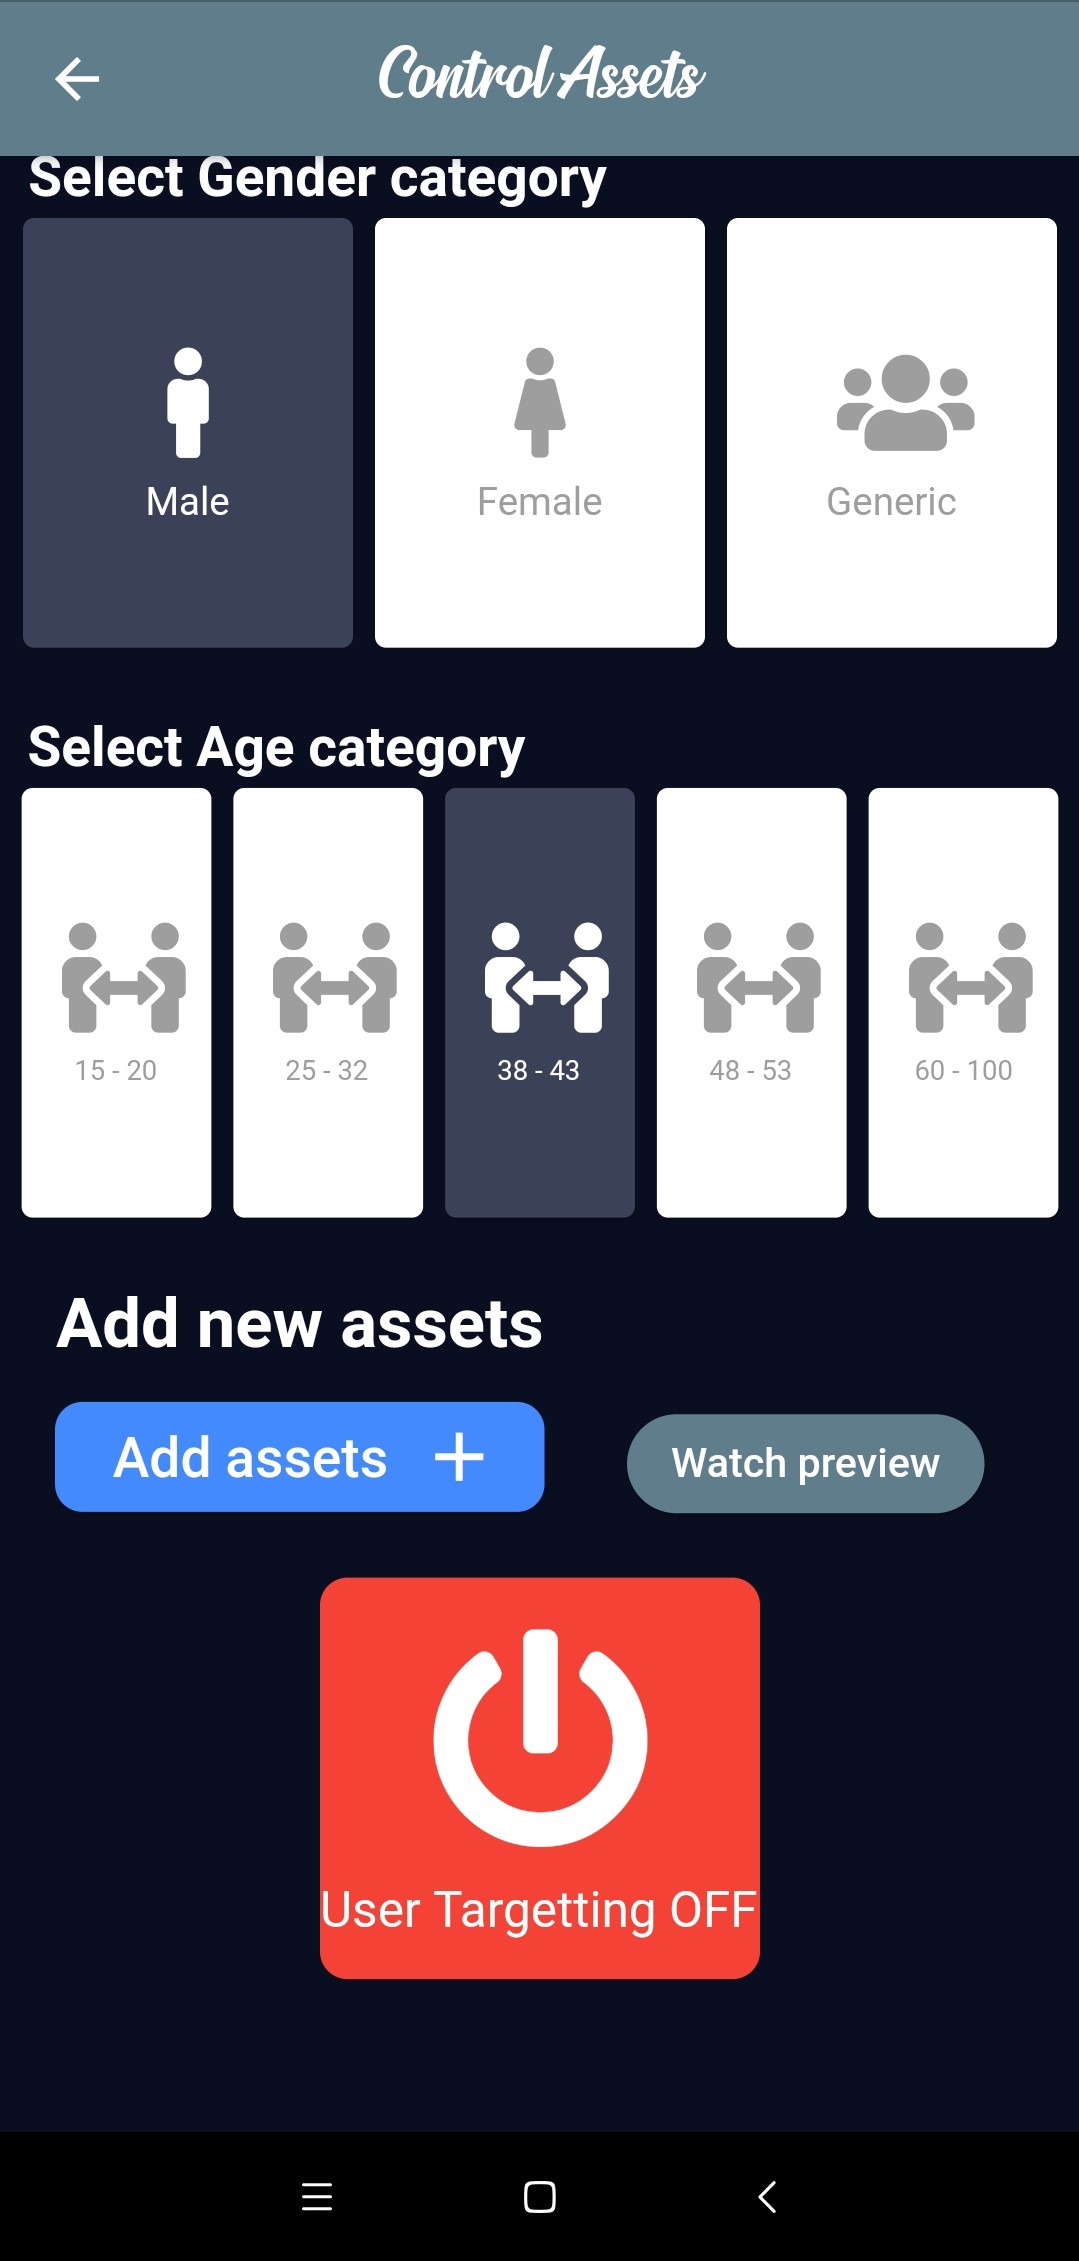 Control Assets
Select Gender category
Male
Female
Generic
Select Age category
15 - 20
25 - 32
38 - 43
48 - 53
60 - 100
Add new assets
Add assets
Watch preview
User Targetting OFF